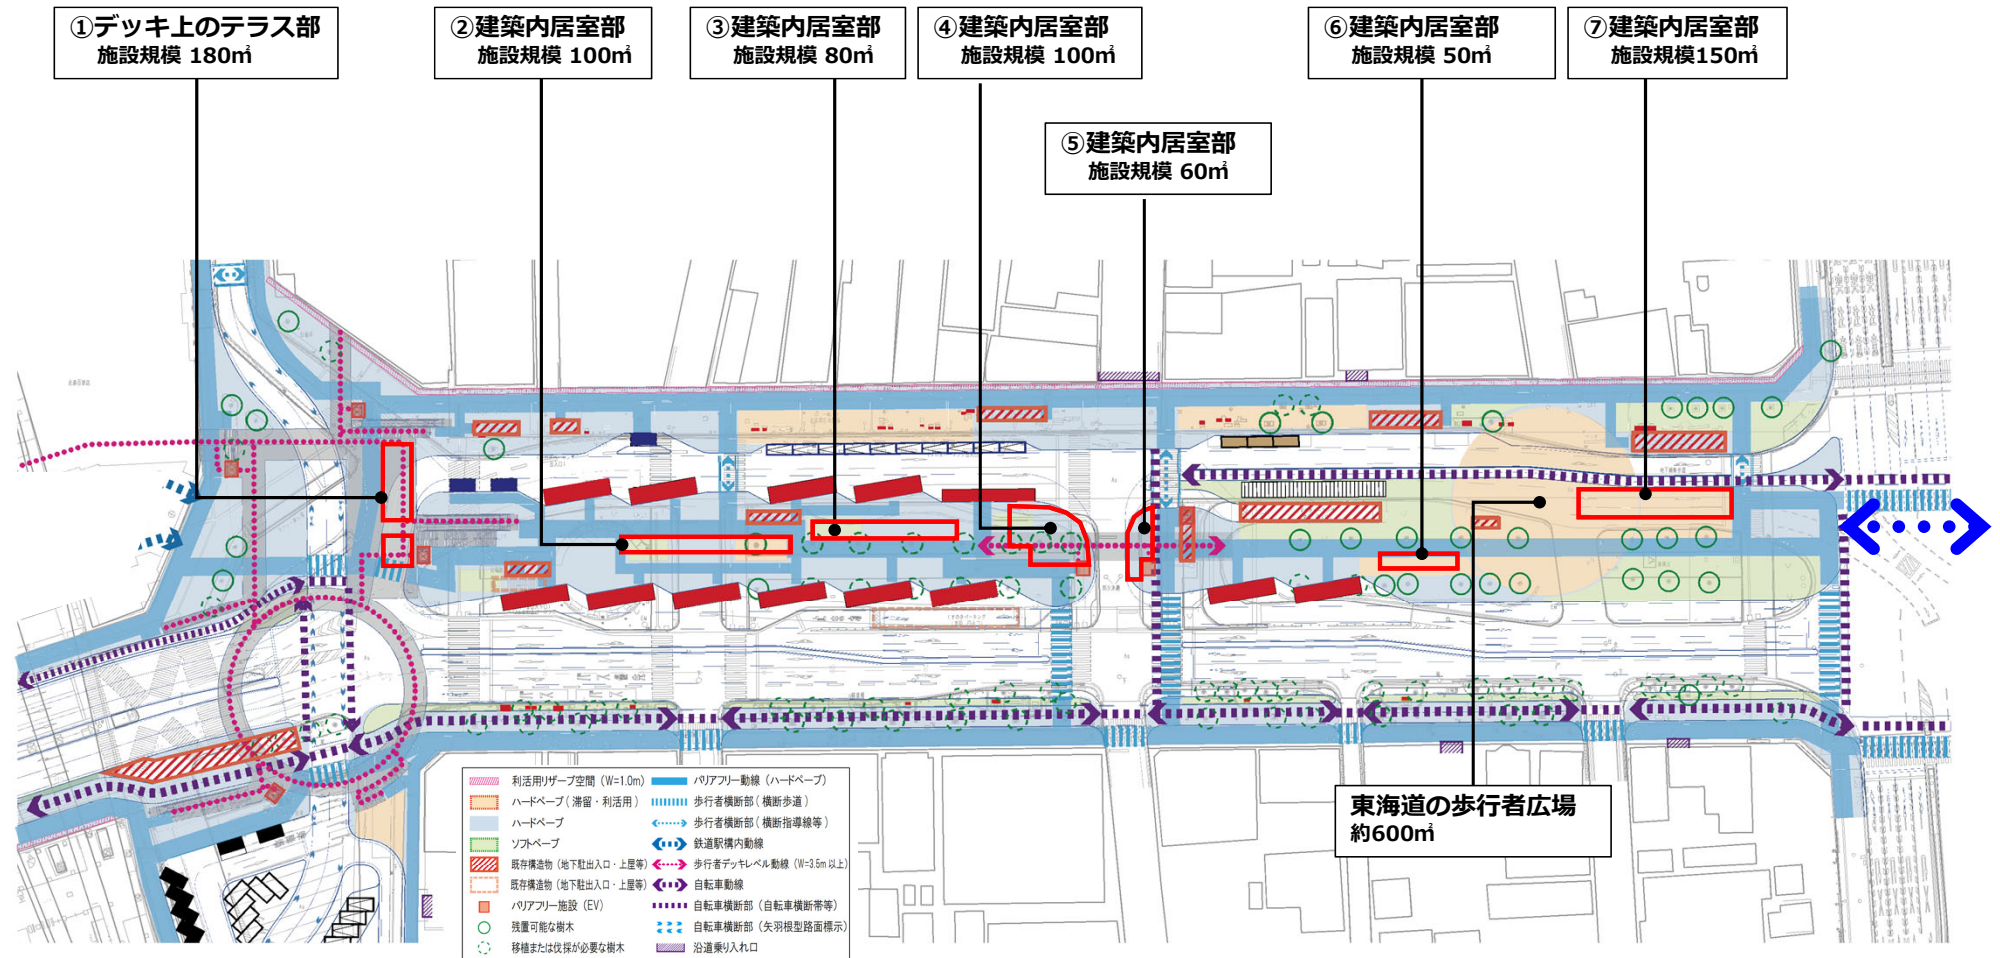 ①デッキ上のテラス部
施設規模 180㎡
②建築内居室部
施設規模 100㎡
③建築内居室部
施設規模 80㎡
④建築内居室部
施設規模 100㎡
⑥建築内居室部
施設規模 50㎡
⑦建築内居室部
施設規模150㎡
⑤建築内居室部
施設規模 60㎡
東海道の歩行者広場
約600㎡
利活用リザーブ空間（W=1.0m）
ハードペーブ（滞留・利活用）
ハードペーブ
ソフトペーブ
既存構造物（地下駐出入口・上屋等）
既存構造物（地下駐出入口・上屋等）
バリアフリー施設（EV）
残置可能な樹木
移植または伐採が必要な樹木
バリアフリー動線（ハードペーブ）
歩行者横断部（横断歩道）
歩行者横断部（横断指導線等）
鉄道駅構内動線
歩行者デッキレベル動線（W=3.5m以上）
自転車動線
自転車横断部（自転車横断帯等）
自転車横断部（矢羽根型路面標示）
沿道乗り入れ口